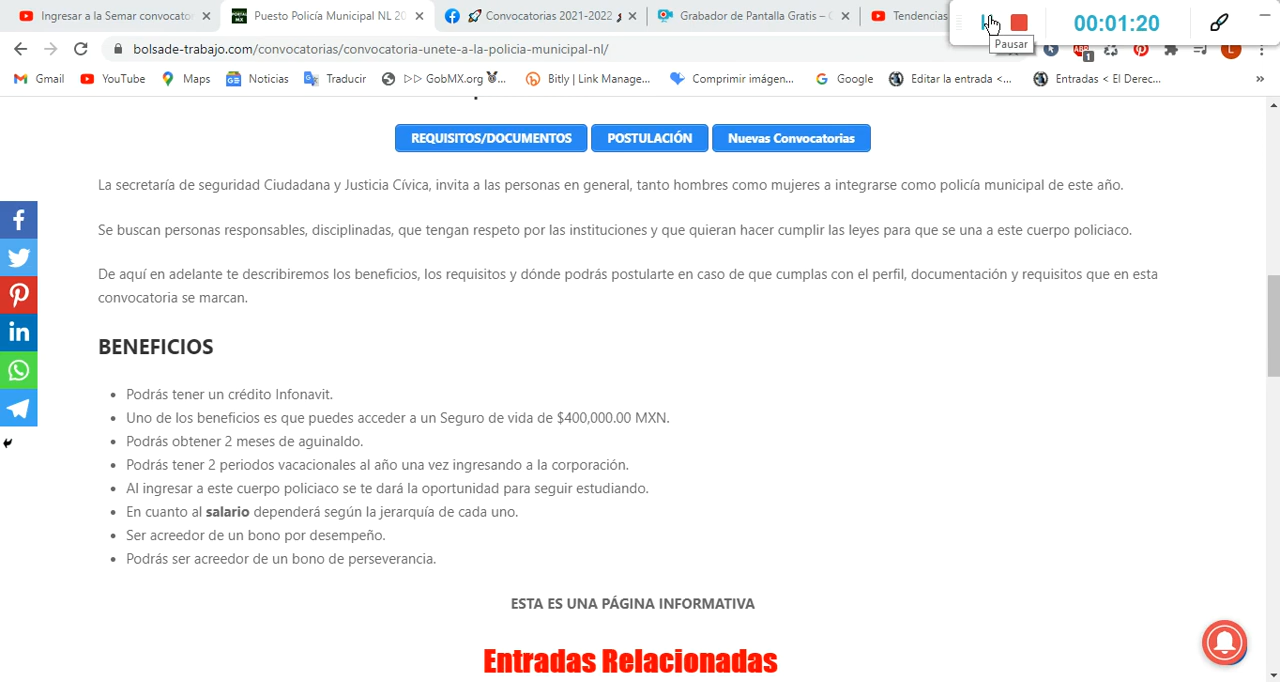 Ingresar a la Semar convocator
Puesto Policía Municipal NL 20
Convocatorias 2021-2022
Grabador de Pantalla Gratis – 
Tendencias
00:01:20
Pausar
bolsade-trabajo.com/convocatorias/convocatoria-unete-a-la-policia-municipal-nl/
ABP
1
L
Gmail
YouTube
Maps
Noticias
Traducir
▷▷ GobMX.org
Bitly | Link Manage...
Comprimir imágen...
Google
Editar la entrada <...
Entradas < El Derec...
»
REQUISITOS/DOCUMENTOS
POSTULACIÓN
Nuevas Convocatorias
La secretaría de seguridad Ciudadana y Justicia Cívica, invita a las personas en general, tanto hombres como mujeres a integrarse como policía municipal de este año.
Se buscan personas responsables, disciplinadas, que tengan respeto por las instituciones y que quieran hacer cumplir las leyes para que se una a este cuerpo policiaco.
De aquí en adelante te describiremos los beneficios, los requisitos y dónde podrás postularte en caso de que cumplas con el perfil, documentación y requisitos que en esta
convocatoria se marcan.
BENEFICIOS
• Podrás tener un crédito Infonavit.
• Uno de los beneficios es que puedes acceder a un Seguro de vida de $400,000.00 MXN.
• Podrás obtener 2 meses de aguinaldo.
• Podrás tener 2 periodos vacacionales al año una vez ingresando a la corporación.
• Al ingresar a este cuerpo policiaco se te dará la oportunidad para seguir estudiando.
• En cuanto al salario dependerá según la jerarquía de cada uno.
• Ser acreedor de un bono por desempeño.
• Podrás ser acreedor de un bono de perseverancia.
ESTA ES UNA PÁGINA INFORMATIVA
Entradas Relacionadas